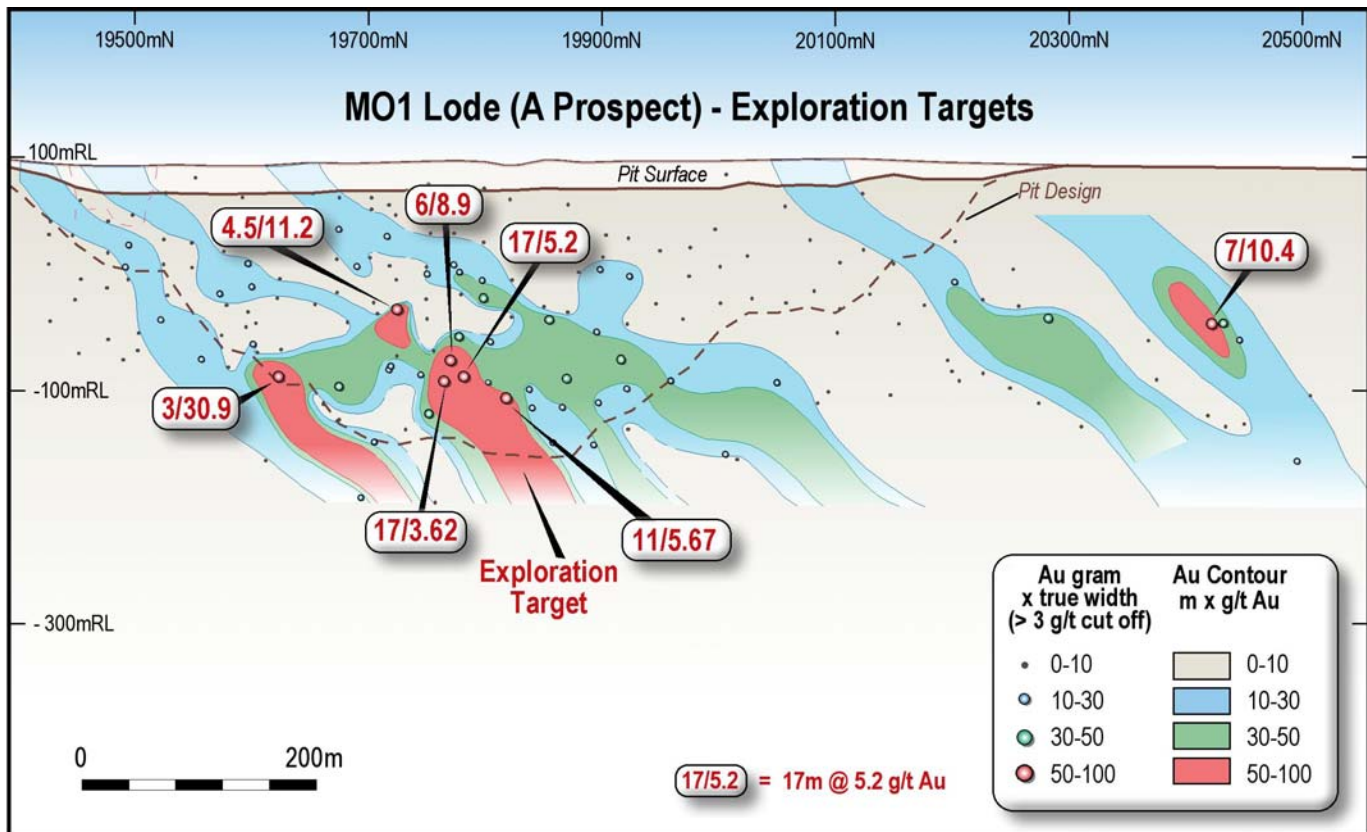 19500mN 19700mN 19900mN 20100mN 20300mN 20500mN
MO1 Lode (A Prospect) - Exploration Targets
100mRL
Pit Surface
Pit Design
6/8.9
4.5/11.2
17/5.2
7/10.4
-100mRL
3/30.9
17/3.62
11/5.67
Exploration
Target
- 300mRL
Au gram
x true width
(> 3 g/t cut off)
0-10
10-30
30-50
50-100
Au Contour
m x g/t Au
0-10
10-30
30-50
50-100
0 200m
17/5.2 = 17m @ 5.2 g/t Au